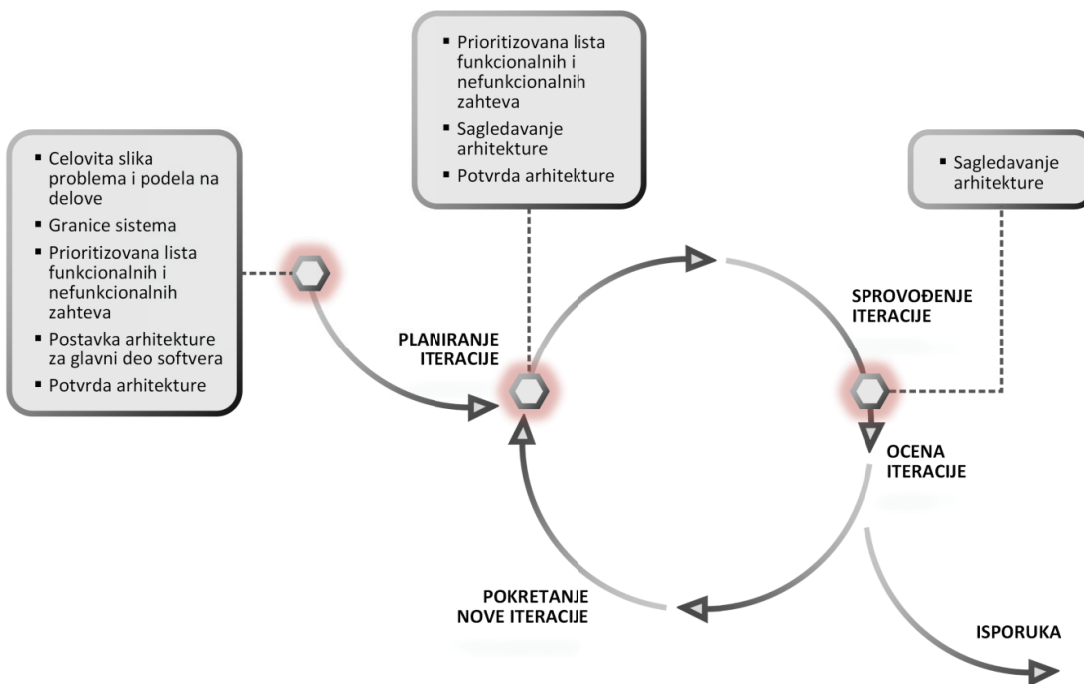 ▪ Prioritizovana lista
funkcionalnih i
nefunkcionalnih
zahteva
▪ Sagledavanje
arhitekture
▪ Potvrda arhitekture
▪ Celovita slika
problema i podela na
delove
▪ Granice sistema
▪ Prioritizovana lista
funkcionalnih i
nefunkcionalnih
zahteva
▪ Postavka arhitekture
za glavni deo softvera
▪ Potvrda arhitekture
▪ Sagledavanje
arhitekture
PLANIRANJE
ITERACIJE
SPROVOĐENJE
ITERACIJE
OCENA
ITERACIJE
POKRETANJE
NOVE ITERACIJE
ISPORUKA